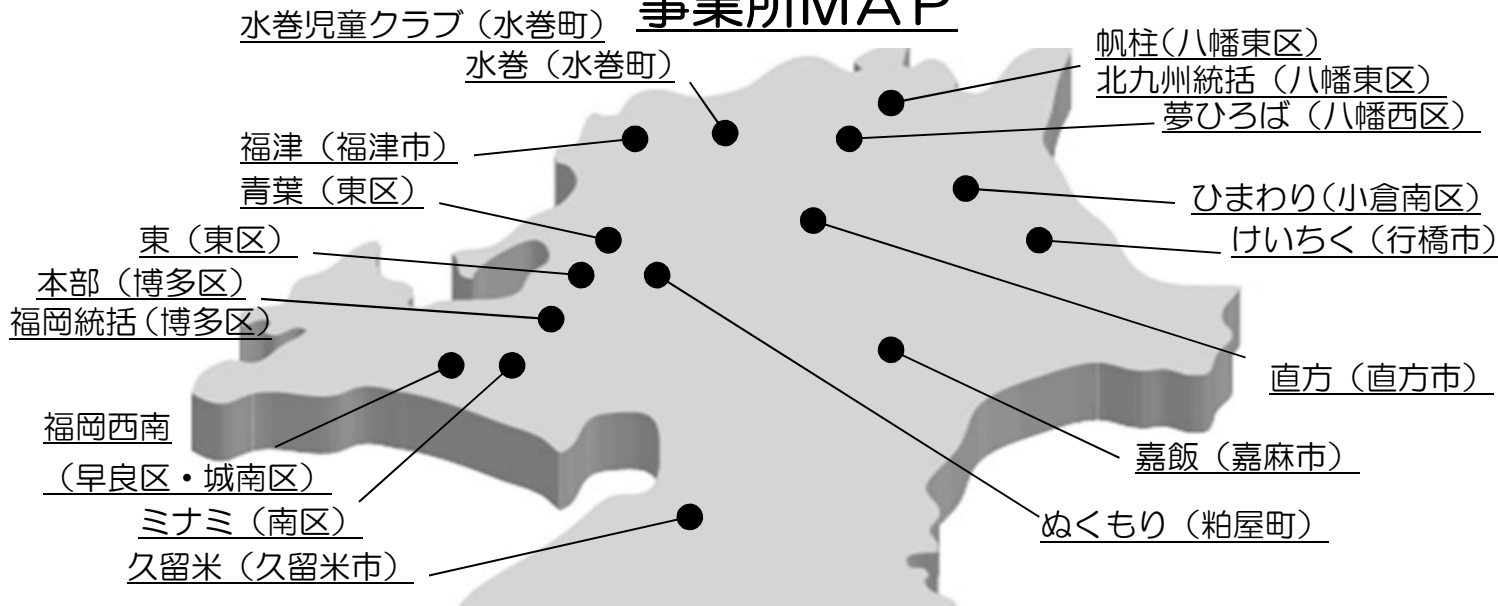 事業所MAP
水巻児童クラブ(水巻町)
水巻(水巻町)
福津(福津市)
青葉(東区)
東(東区)
本部(博多区)
福岡統括(博多区)
福岡西南
(早良区・城南区)
ミナミ(南区)
久留米(久留米市)
帆柱(八幡東区)
北九州統括(八幡東区)
夢ひろば(八幡西区)
ひまわり(小倉南区)
けいちく(行橋市)
直方(直方市)
嘉飯(嘉麻市)
ぬくもり(粕屋町)